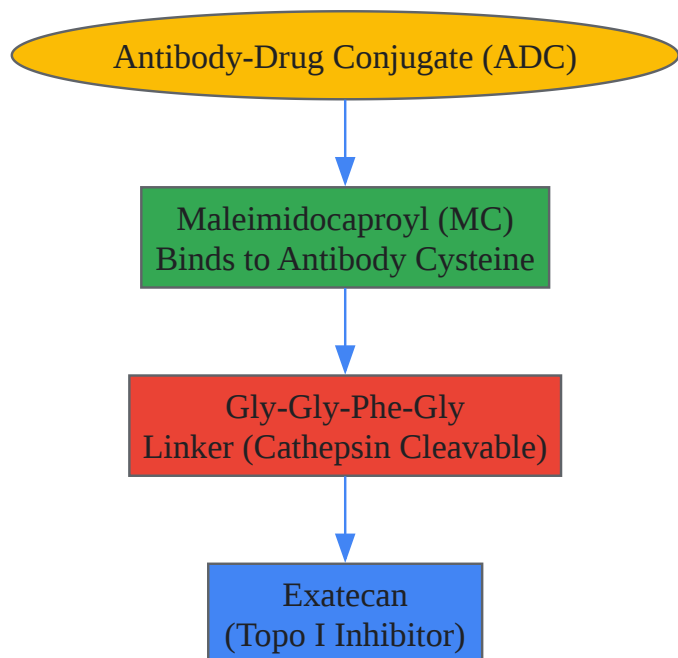 Antibody-Drug Conjugate (ADC)
Maleimidocaproyl (MC)
Binds to Antibody Cysteine
Gly-Gly-Phe-Gly
Linker (Cathepsin Cleavable)
Exatecan
(Topo I Inhibitor)